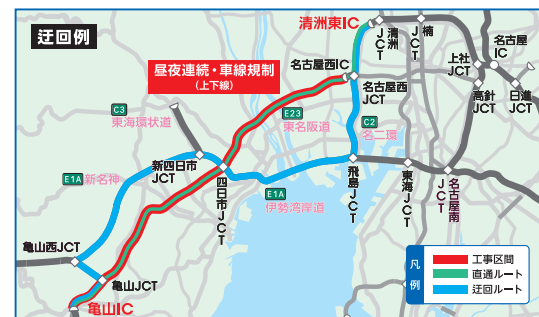 迂回例
清洲東IC
清洲JCT
楠JCT
名古屋IC
上社JCT
昼夜連続・車線規制
(上下線)
名古屋西IC
名古屋西JCT
高針JCT
日進JCT
C3
東海環状道
E23
東名阪道
C2
名二環
新四日市JCT
E1A
新名神
四日市JCT
E1A
伊勢湾岸道
飛島JCT
東海JCT
名古屋南JCT
亀山西JCT
亀山JCT
亀山IC
凡例
工事区間
直通ルート
迂回ルート